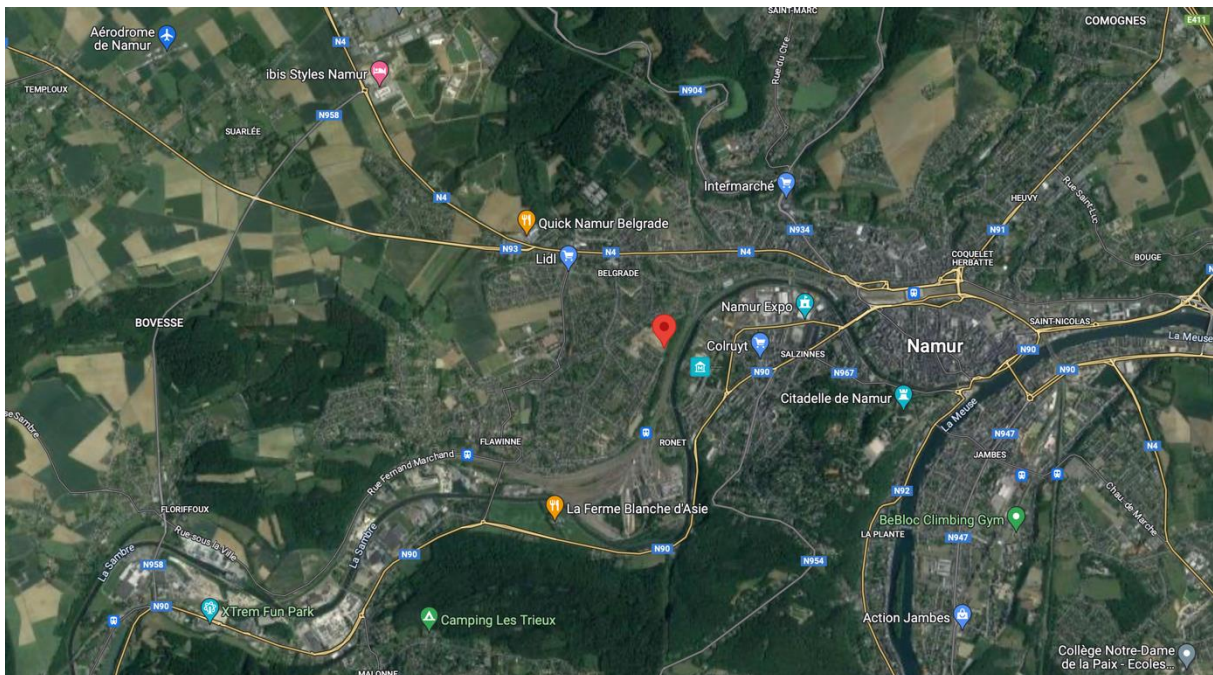 SAINT-MARC
COMOGNES
E411
Aérodrome
de Namur
N4
Rue du Ctre
ibis Styles Namur
TEMPLOUX
N904
N958
SUARLÉE
Intermarché
Rue Saint-Luc
HEUVY
N4
Quick Namur Belgrade
N934
N91
N93
N4
N4
COQUELET
HERBATTE
BOUGE
Lidl
BELGRADE
Namur Expo
BOVESSE
SAINT-NICOLAS
La Meuse
Colruyt
SALZINNES
Namur
N90
N90
N967
N90
Citadelle de Namur
La Meuse
Sambre
FLAWINNE
RONET
N947
JAMBES
N4
Rue Fernand Marchand
Chau. de Marche
N92
FLORIFFOUX
La Ferme Blanche d'Asie
BeBloc Climbing Gym
Rue sous la Ville
La Sambre
La Sambre
LA PLANTE
N947
N90
N90
N954
N958
N90
XTrem Fun Park
Camping Les Trieux
Action Jambes
Collège Notre-Dame
de la Paix - Ecoles...
MALONNE